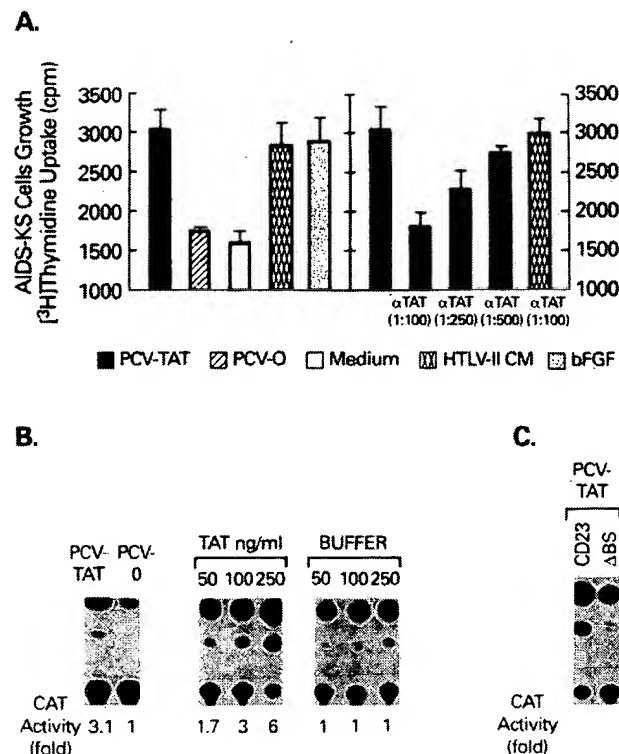 A.
AIDS-KS Cells Growth
[³H]Thymidine Uptake (cpm)
3500
3000
2500
2000
1500
1000
3500
3000
2500
2000
1500
1000
αTAT αTAT αTAT αTAT
(1:100) (1:250) (1:500) (1:100)
PCV-TAT PCV-O Medium HTLV-II CM bFGF
B.
PCV- PCV-
TAT 0
TAT ng/ml
50 100 250
BUFFER
50 100 250
CAT
Activity
(fold)
3.1 1 1.7 3 6 1 1 1
C.
PCV-
TAT
CD23
ΔBS
CAT
Activity
(fold)